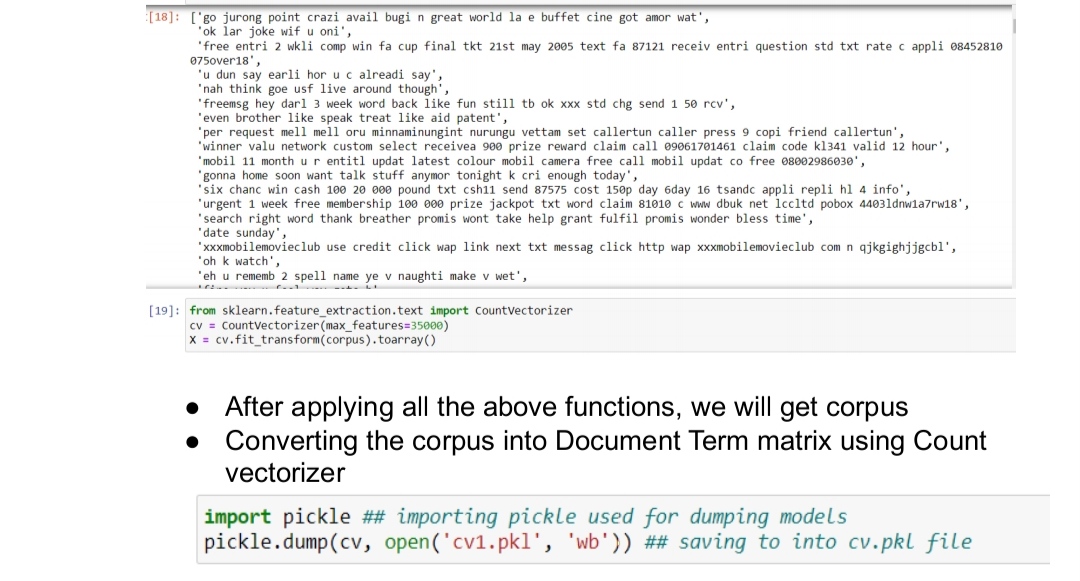 [18]: ['go jurong point crazi avail bugi n great world la e buffet cine got amor wat',
'ok lar joke wif u oni',
'free entri 2 wkli comp win fa cup final tkt 21st may 2005 text fa 87121 receiv entri question std txt rate c appli 08452810
075over18',
'u dun say earli hor u c alreadi say',
'nah think goe usf live around though',
'freemsg hey darl 3 week word back like fun still tb ok xxx std chg send 1 50 rcv',
'even brother like speak treat like aid patent',
'per request mell mell oru minnaminungint nurungu vettam set callertun caller press 9 copi friend callertun',
'winner valu network custom select receivea 900 prize reward claim call 09061701461 claim code kl341 valid 12 hour',
'mobil 11 month u r entitl updat latest colour mobil camera free call mobil updat co free 08002986030',
'gonna home soon want talk stuff anymor tonight k cri enough today',
'six chanc win cash 100 20 000 pound txt csh11 send 87575 cost 150p day 6day 16 tsandc appli repli hl 4 info',
'urgent 1 week free membership 100 000 prize jackpot txt word claim 81010 c www dbuk net lccltd pobox 4403ldnw1a7rw18',
'search right word thank breather promis wont take help grant fulfil promis wonder bless time',
'date sunday',
'xxxmobilemovieclub use credit click wap link next txt messag click http wap xxxmobilemovieclub com n qjkgighjjgcbl',
'oh k watch',
'eh u rememb 2 spell name ye v naughti make v wet',
[19]: from sklearn.feature_extraction.text import CountVectorizer
cv = CountVectorizer(max_features=35000)
X = cv.fit_transform(corpus).toarray()
● After applying all the above functions, we will get corpus
● Converting the corpus into Document Term matrix using Count
vectorizer
import pickle ## importing pickle used for dumping models
pickle.dump(cv, open('cv1.pkl', 'wb')) ## saving to into cv.pkl file